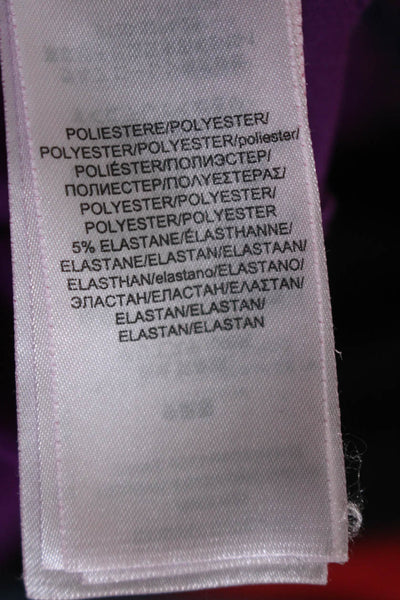 POLIESTERE/POLYESTER/
POLYESTER/POLYESTER/poliester/
POLIÉSTER/ПОЛИЭСТЕР/
ПОЛИЕСТЕР/ΠΟΛΥΕΣΤΕΡΑΣ/
POLYESTER/POLYESTER/
POLYESTER/POLYESTER
5% ELASTANE/ÉLASTHANNE/
ELASTANE/ELASTAN/ELASTAAN/
ELASTHAN/elastano/ELASTANO/
ЭЛАСТАН/ЕЛАСТАН/ΕΛΑΣΤΑΝ/
ELASTAN/ELASTAN/
ELASTAN/ELASTAN